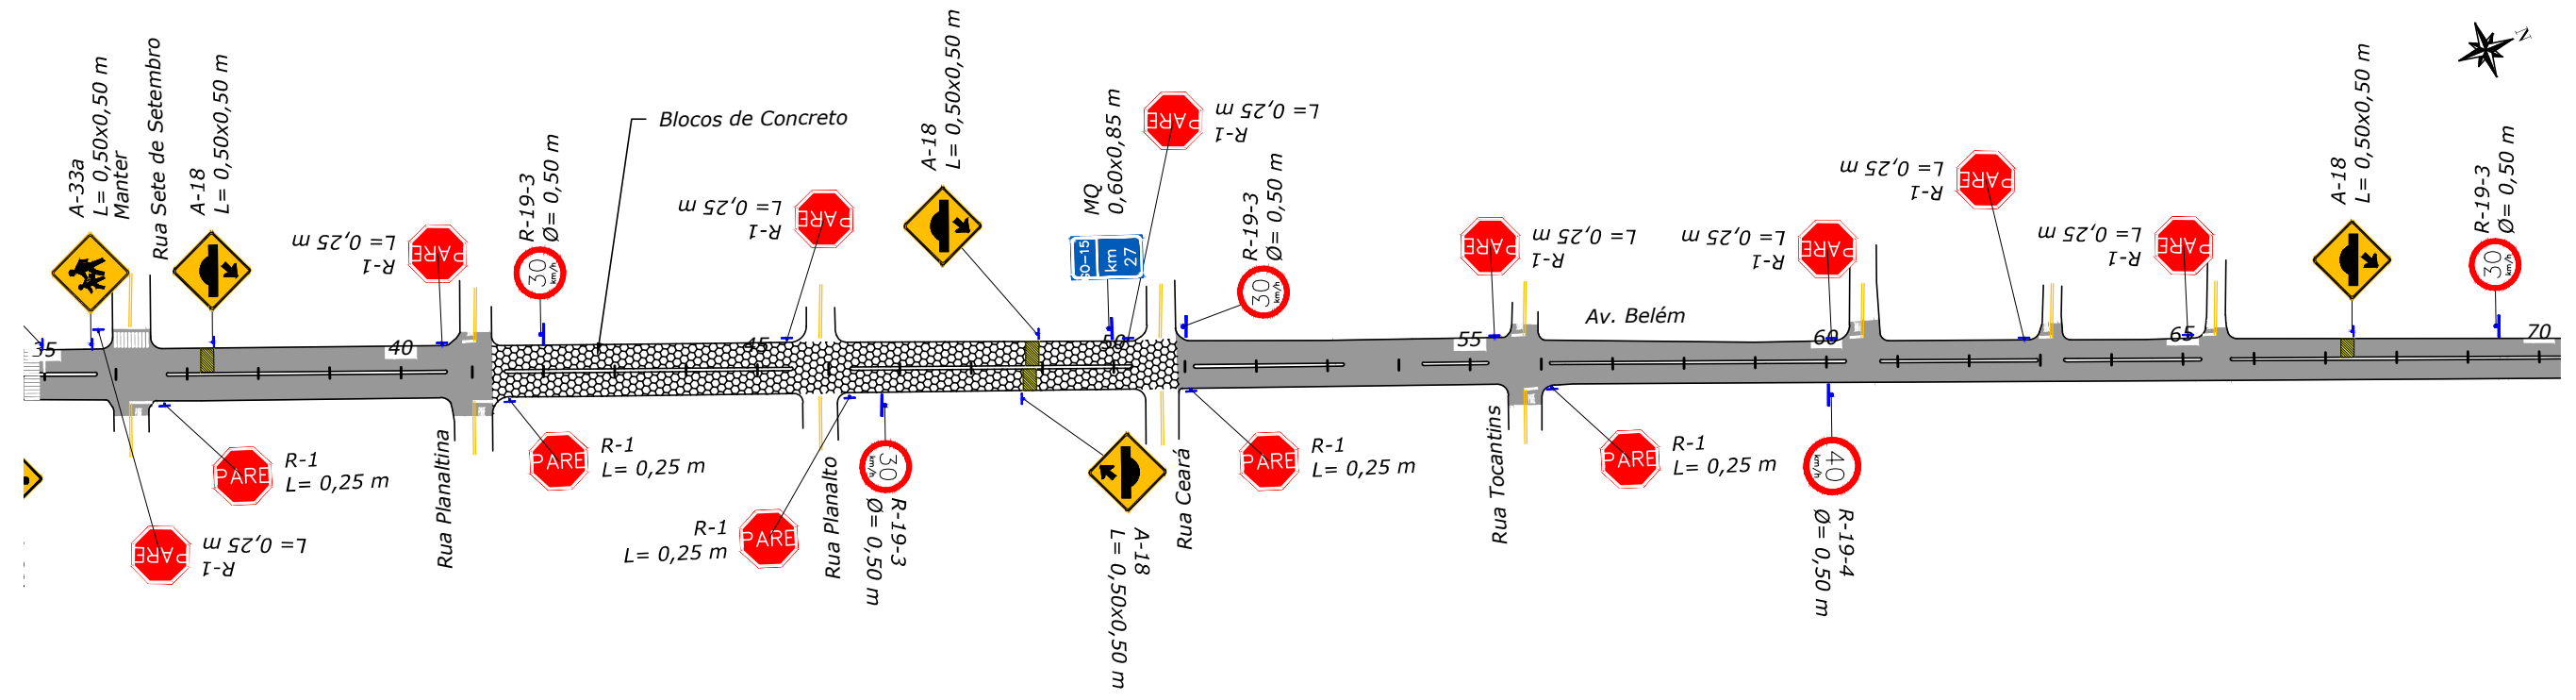 A-33a
L= 0,50x0,50 m
Manter
Rua Sete de Setembro
A-18
L= 0,50x0,50 m
PARE
R-1
L= 0,25 m
R-19-3
Ø= 0,50 m
30
km/h
Blocos de Concreto
PARE
R-1
L= 0,25 m
A-18
L= 0,50x0,50 m
MQ
0,60x0,85 m
GO-15
km
27
PARE
R-1
L= 0,25 m
R-19-3
Ø= 0,50 m
30
km/h
PARE
R-1
L= 0,25 m
Av. Belém
PARE
R-1
L= 0,25 m
PARE
R-1
L= 0,25 m
PARE
R-1
L= 0,25 m
A-18
L= 0,50x0,50 m
R-19-3
Ø= 0,50 m
30
km/h
N
35
40
45
50
55
60
65
70
PARE
R-1
L= 0,25 m
PARE
R-1
L= 0,25 m
Rua Planaltina
PARE
R-1
L= 0,25 m
PARE
R-1
L= 0,25 m
Rua Planalto
30
km/h
R-19-3
Ø= 0,50 m
A-18
L= 0,50x0,50 m
Rua Ceará
PARE
R-1
L= 0,25 m
Rua Tocantins
PARE
R-1
L= 0,25 m
40
km/h
R-19-4
Ø= 0,50 m